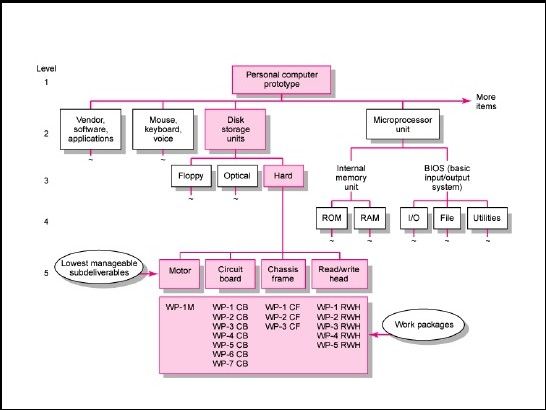 Level
1
Personal computer
prototype
More
items
2
Vendor,
software,
applications
Mouse,
keyboard,
voice
Disk
storage
units
Microprocessor
unit
~
~
3
Floppy
Optical
Hard
Internal
memory
unit
BIOS (basic
input/output
system)
~
~
4
ROM
RAM
I/O
File
Utilities
~
~
~
~
~
Lowest manageable
subdeliverables
5
Motor
Circuit
board
Chassis
frame
Read/write
head
WP-1M
WP-1 CB
WP-2 CB
WP-3 CB
WP-4 CB
WP-5 CB
WP-6 CB
WP-7 CB
WP-1 CF
WP-2 CF
WP-3 CF
WP-1 RWH
WP-2 RWH
WP-3 RWH
WP-4 RWH
WP-5 RWH
Work packages